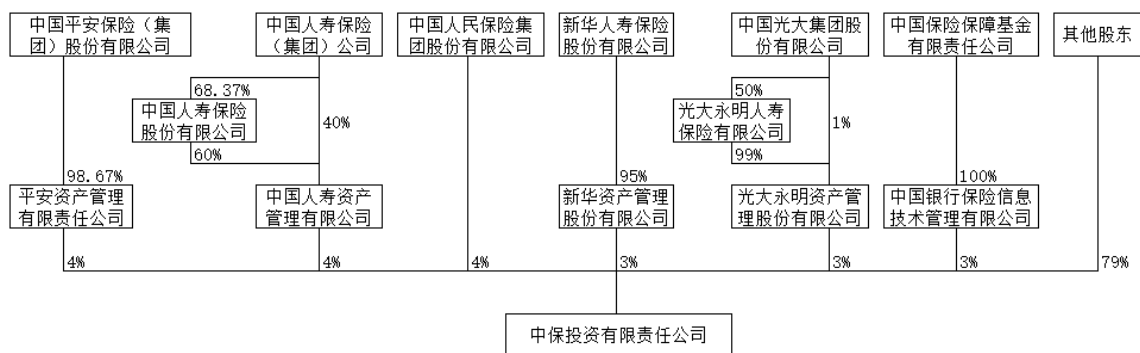 中国平安保险（集
团）股份有限公司
中国人寿保险
（集团）公司
中国人民保险集
团股份有限公司
新华人寿保险
股份有限公司
中国光大集团股
份有限公司
中国保险保障基金
有限责任公司
其他股东
68.37%
中国人寿保险
股份有限公司
60%
40%
50%
光大永明人寿
保险有限公司
99%
1%
98.67%
95%
100%
平安资产管理
有限责任公司
中国人寿资产
管理有限公司
新华资产管理
股份有限公司
光大永明资产管
理股份有限公司
中国银行保险信息
技术管理有限公司
4%
4%
4%
3%
3%
3%
79%
中保投资有限责任公司